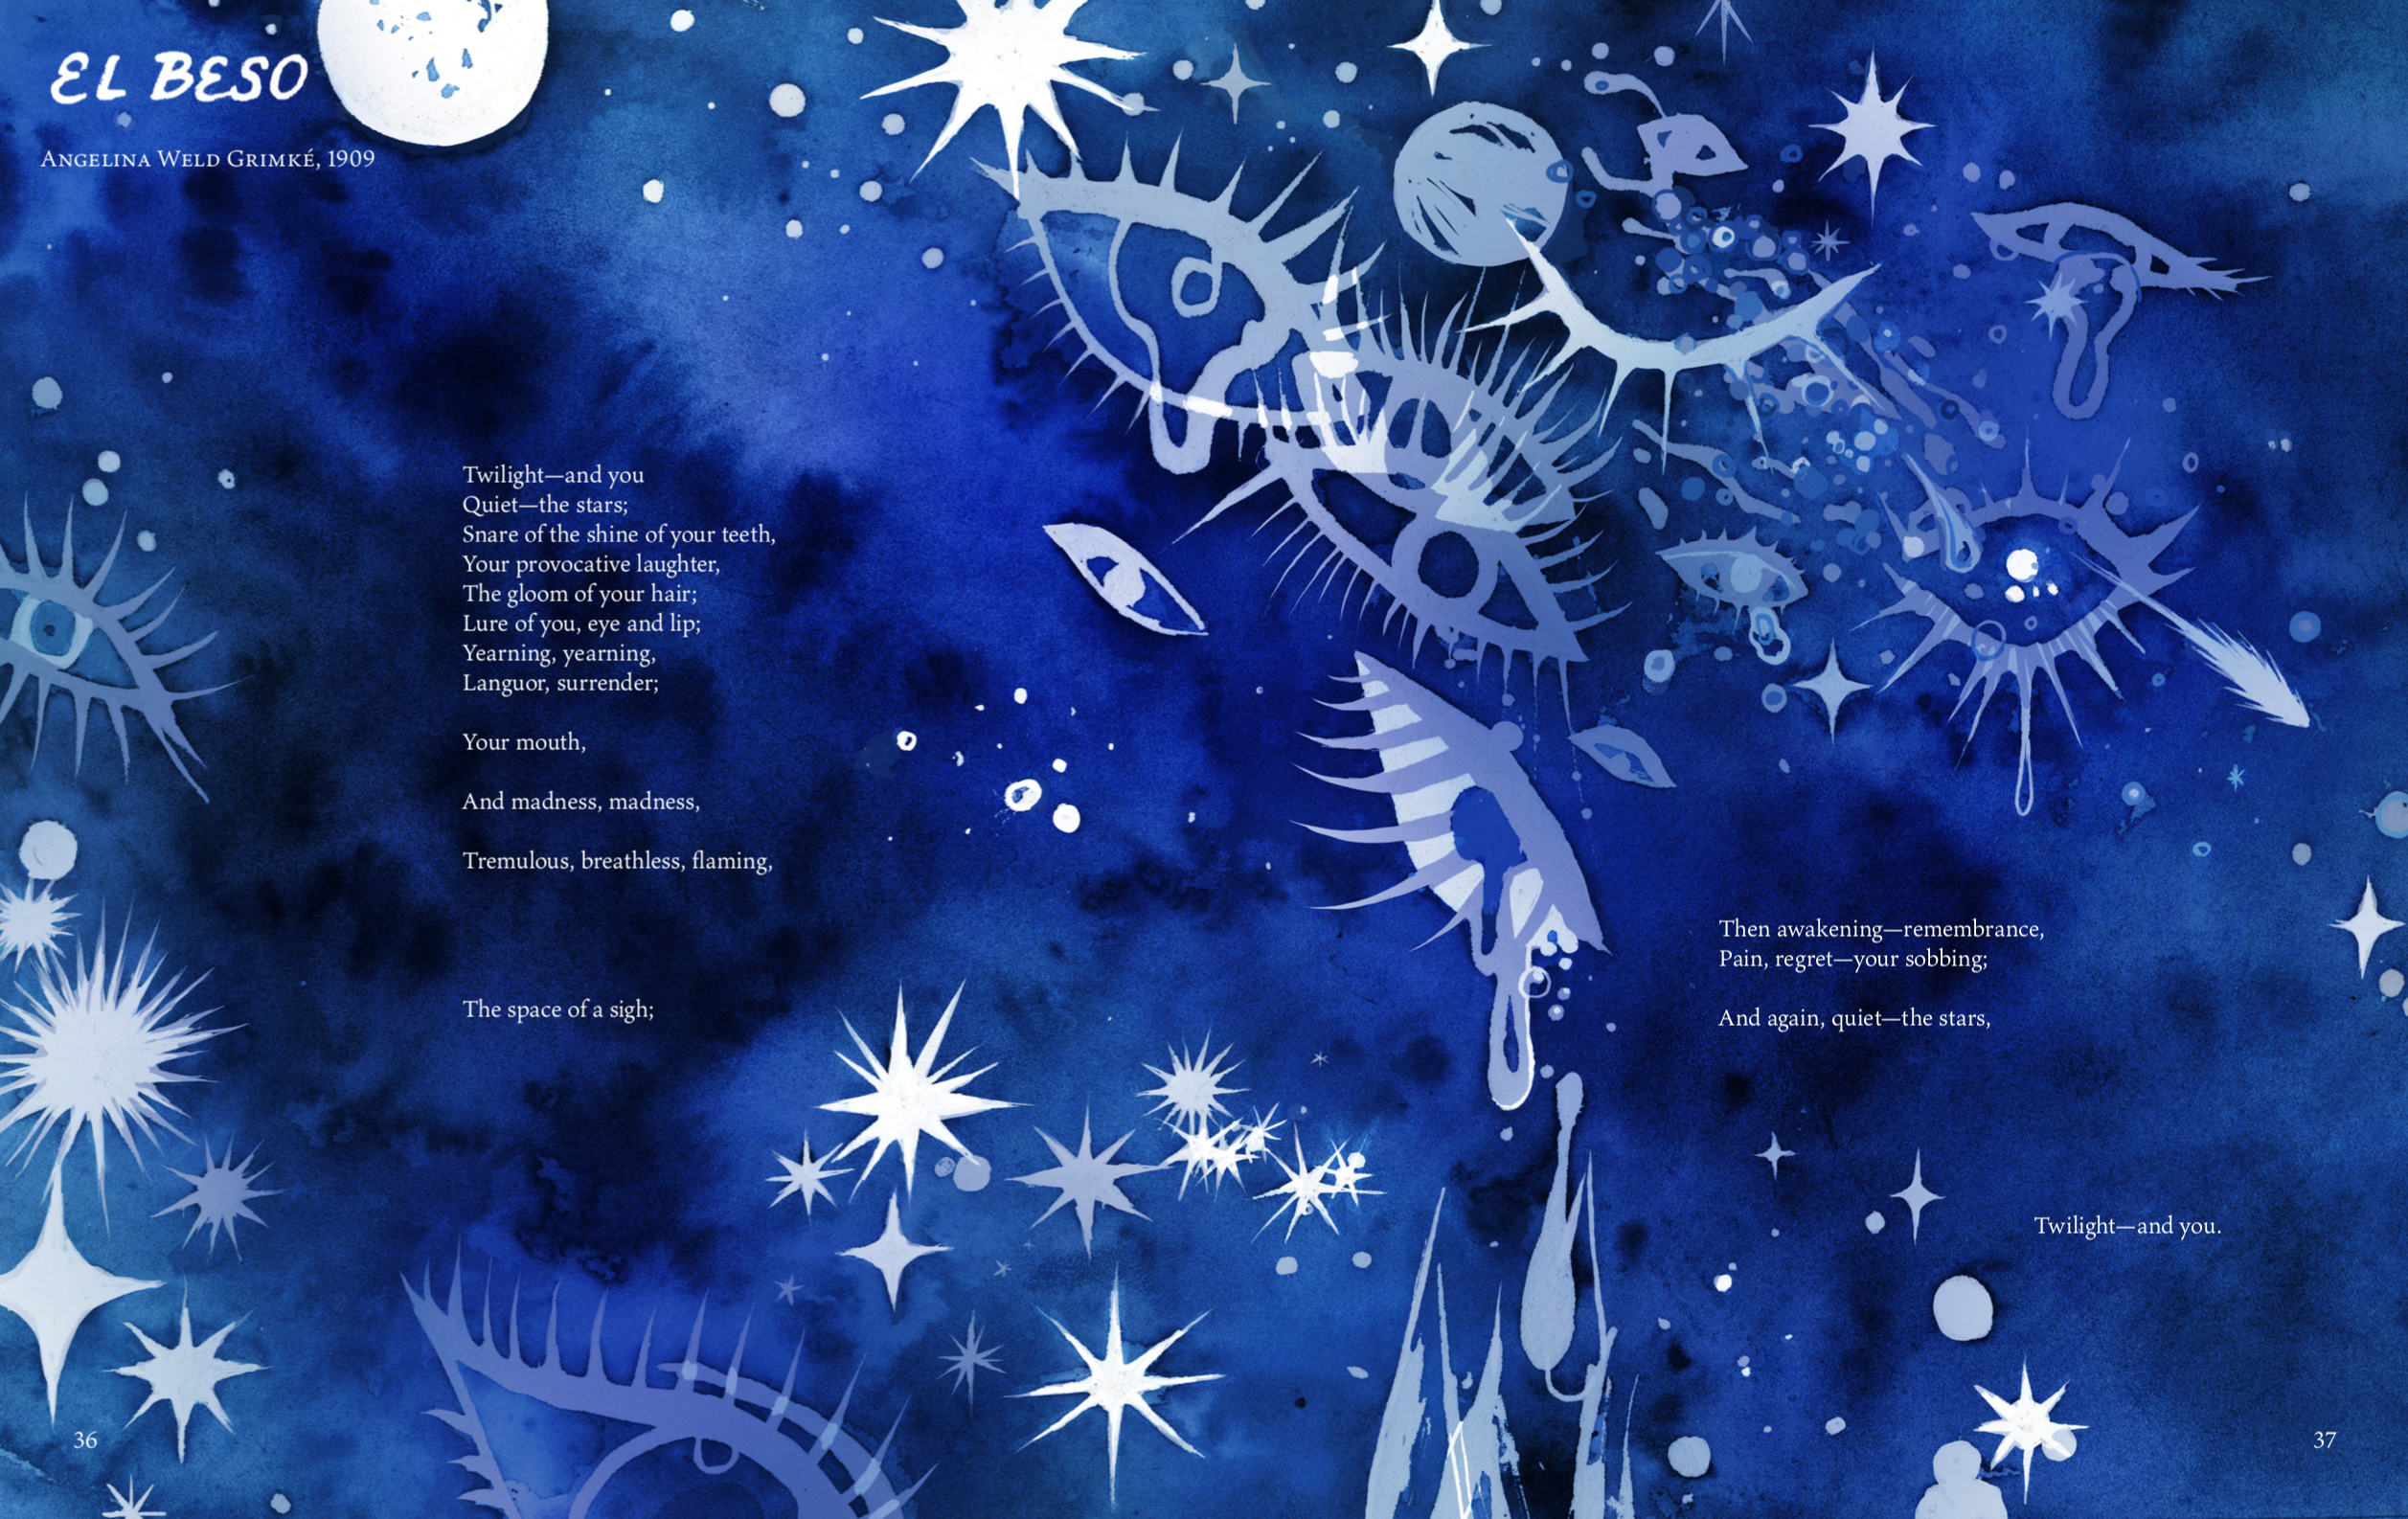 EL BESO
Angelina Weld Grimké, 1909
Twilight—and you
Quiet—the stars;
Snare of the shine of your teeth,
Your provocative laughter,
The gloom of your hair;
Lure of you, eye and lip;
Yearning, yearning,
Languor, surrender;
Your mouth,
And madness, madness,
Tremulous, breathless, flaming,
The space of a sigh;
Then awakening—remembrance,
Pain, regret—your sobbing;
And again, quiet—the stars,
Twilight—and you.
36
37